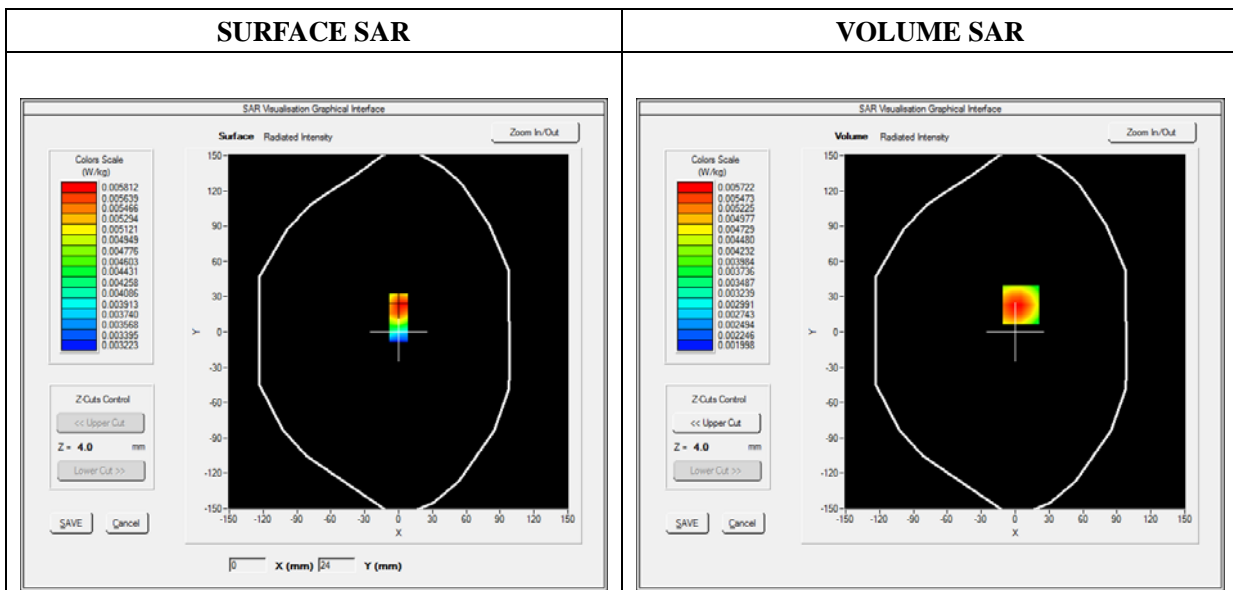 SURFACE SAR
SAR Visualisation Graphical Interface
Surface Radiated Intensity
Zoom In/Out
Colors Scale
(W/kg)
0.005812
0.005639
0.005466
0.005294
0.005121
0.004949
0.004776
0.004603
0.004431
0.004258
0.004086
0.003913
0.003740
0.003568
0.003395
0.003223
Z-Cuts Control
<< Upper Cut
Z = 4.0 mm
Lower Cut >>
SAVE Cancel
150
120
90
60
30
0
-30
-60
-90
-120
-150
Y
-150 -120 -90 -60 -30 0 30 60 90 120 150
X
0 X (mm) 24 Y (mm)
VOLUME SAR
SAR Visualisation Graphical Interface
Volume Radiated Intensity
Zoom In/Out
Colors Scale
(W/kg)
0.005722
0.005473
0.005225
0.004977
0.004729
0.004480
0.004232
0.003984
0.003736
0.003487
0.003239
0.002991
0.002743
0.002494
0.002246
0.001998
Z-Cuts Control
<< Upper Cut
Z = 4.0 mm
Lower Cut >>
SAVE Cancel
150
120
90
60
30
0
-30
-60
-90
-120
-150
Y
-150 -120 -90 -60 -30 0 30 60 90 120 150
X